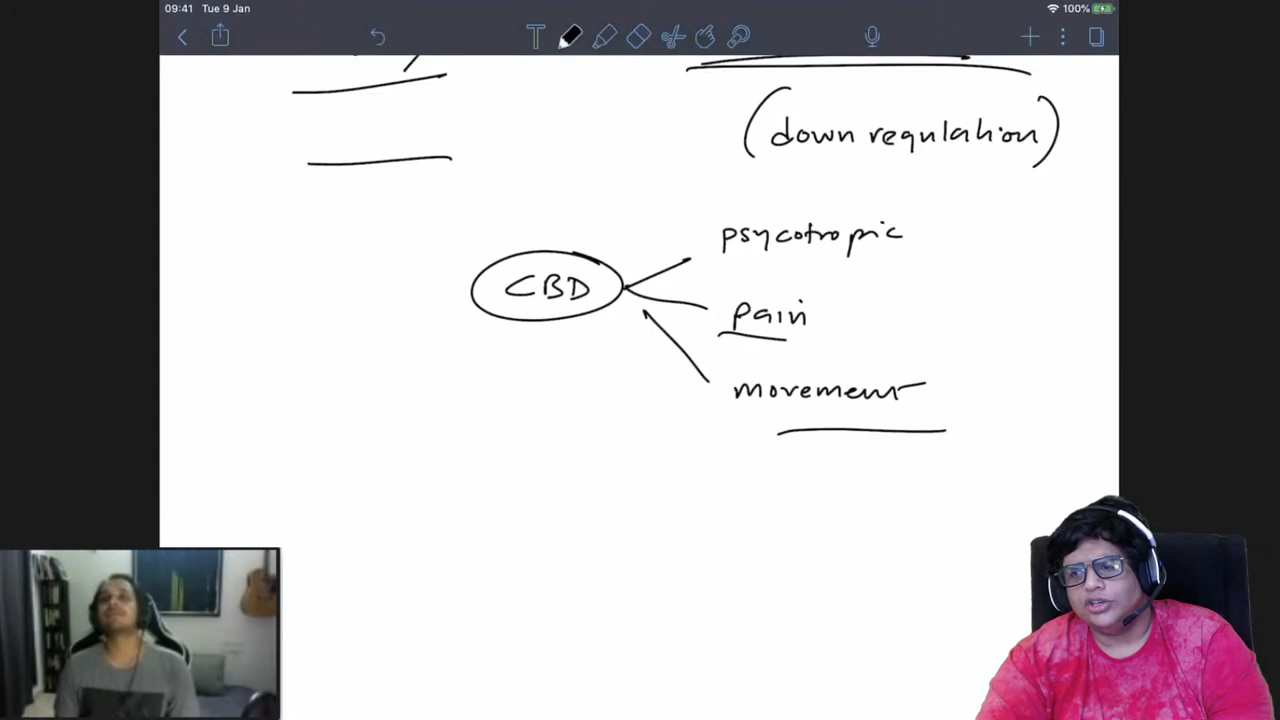 09:41 Tue 9 Jan
100%
T
(down regulation)
psycotropic
CBD
pain
movement